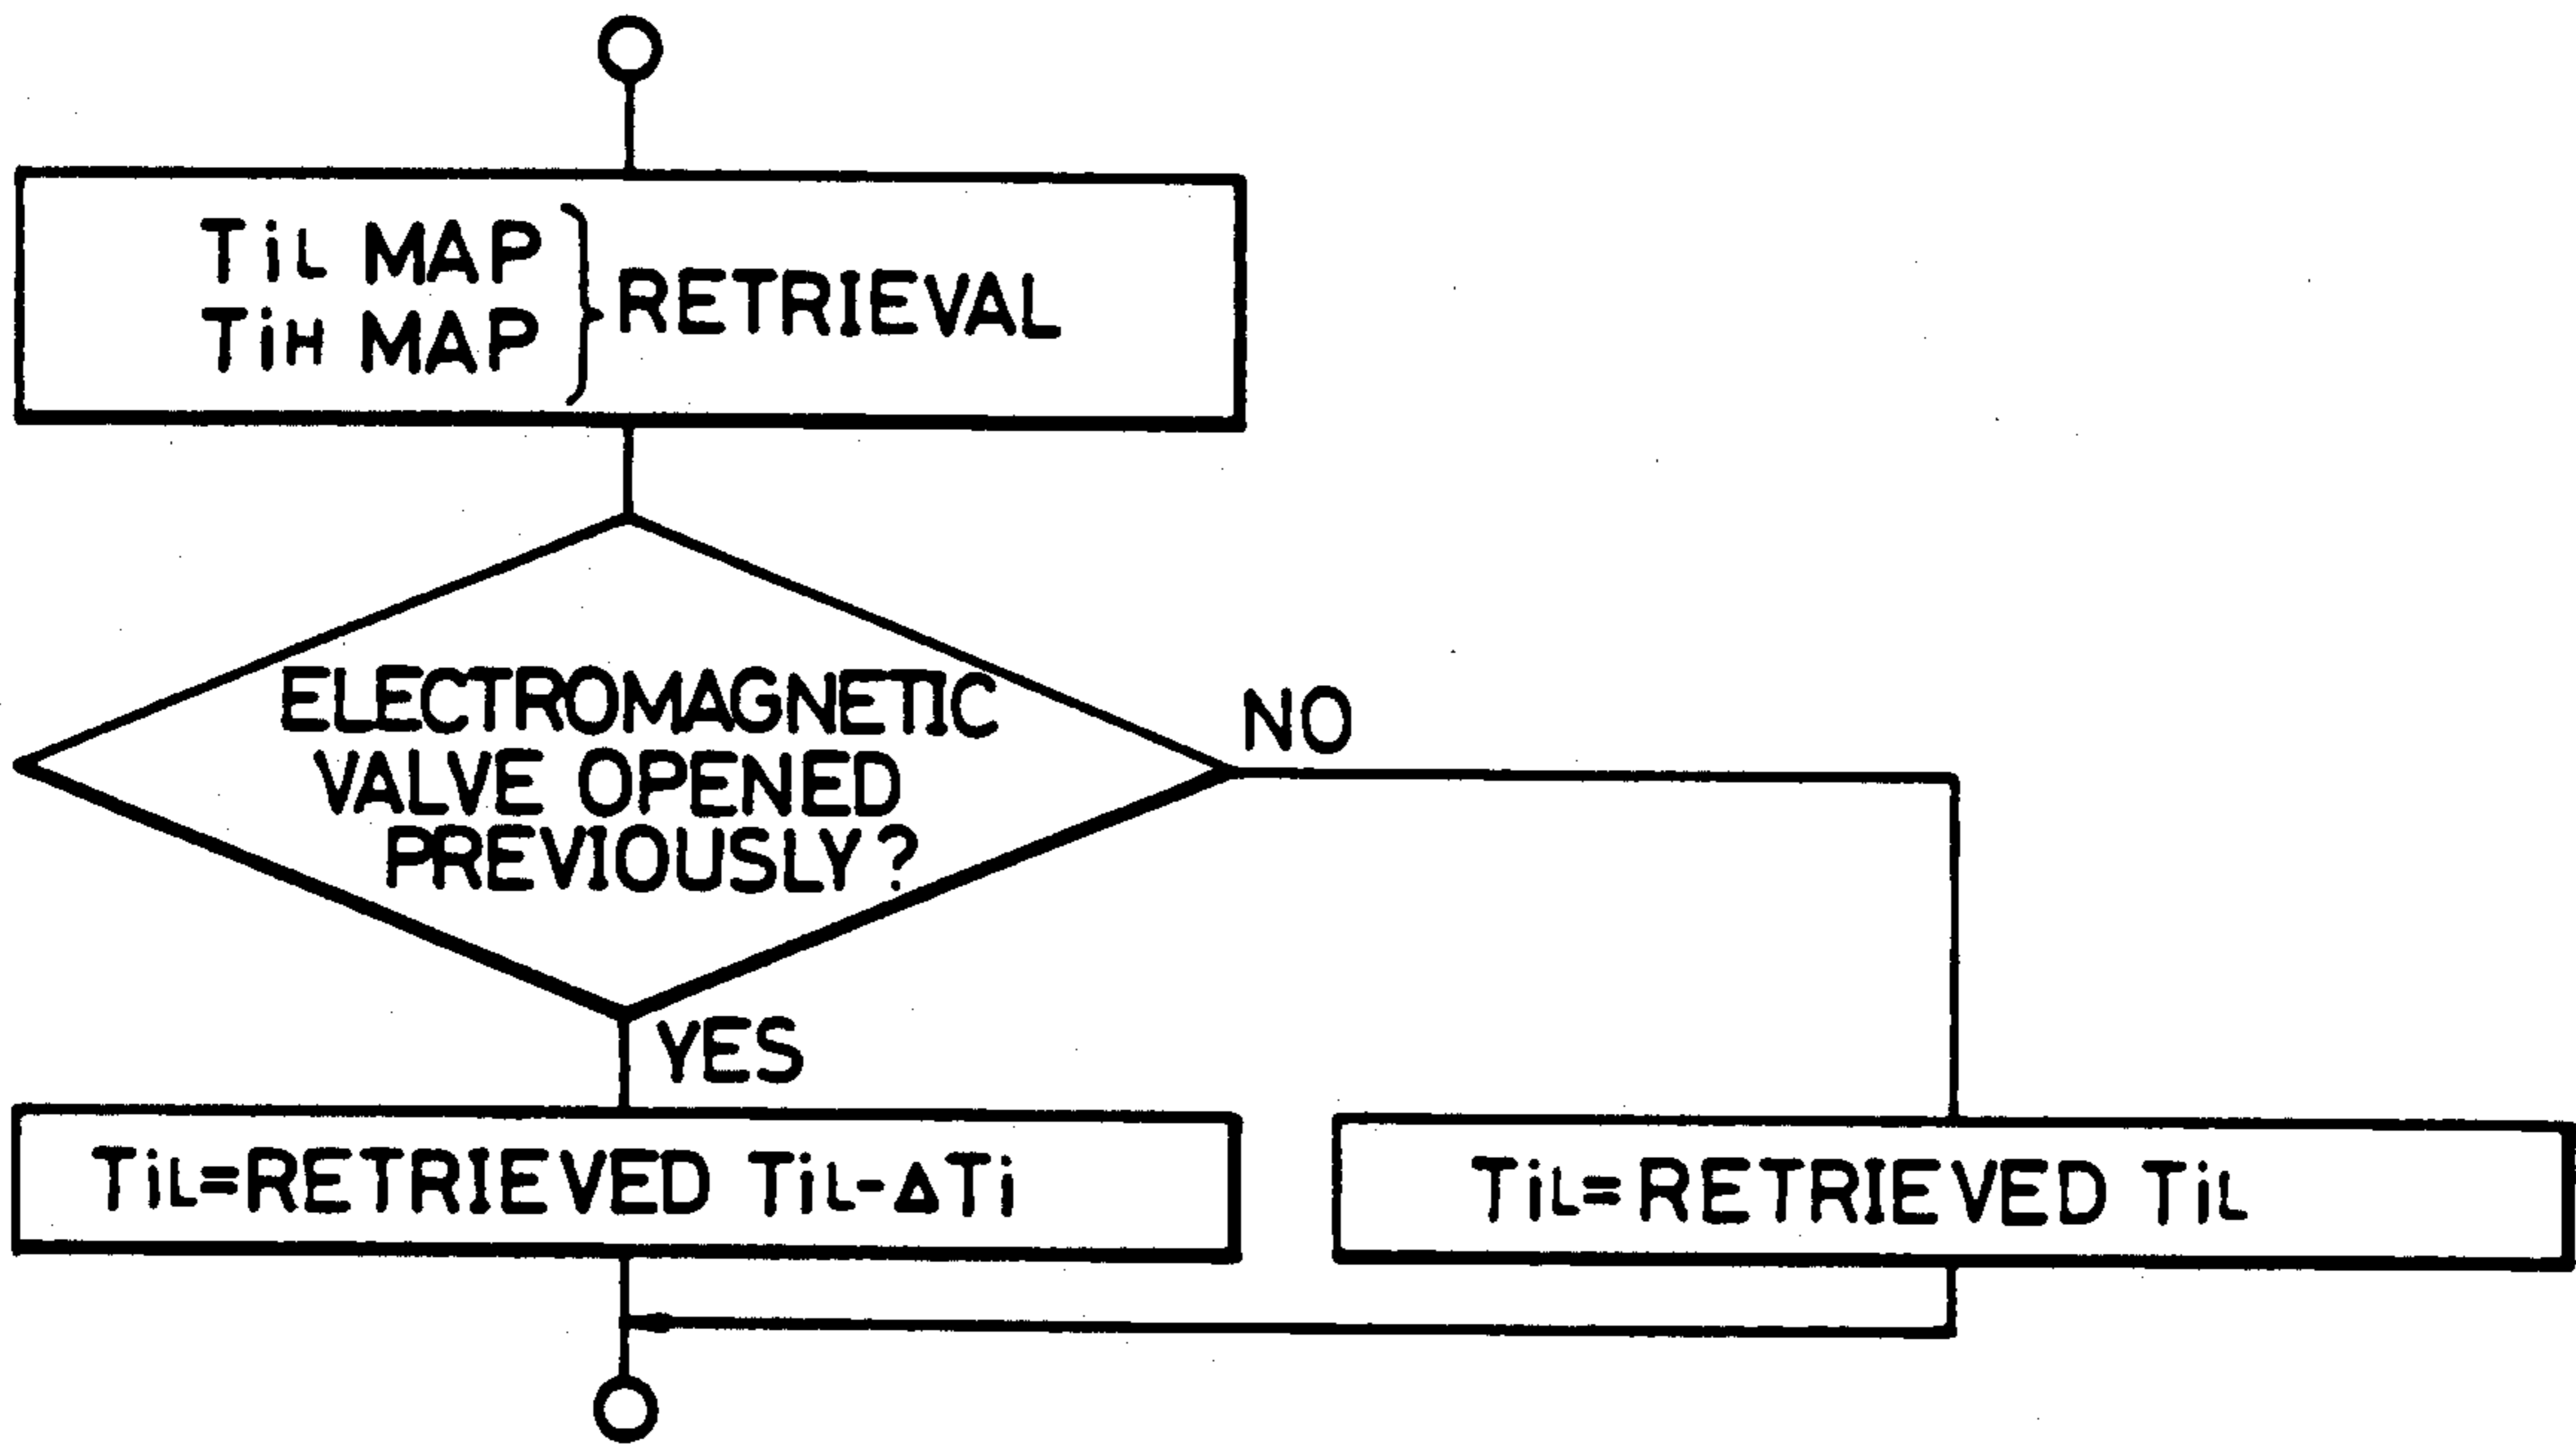 TiL MAP
TiH MAP
} RETRIEVAL
ELECTROMAGNETIC
VALVE OPENED
PREVIOUSLY?
NO
YES
TiL=RETRIEVED TiL-ΔTi
TiL=RETRIEVED TiL